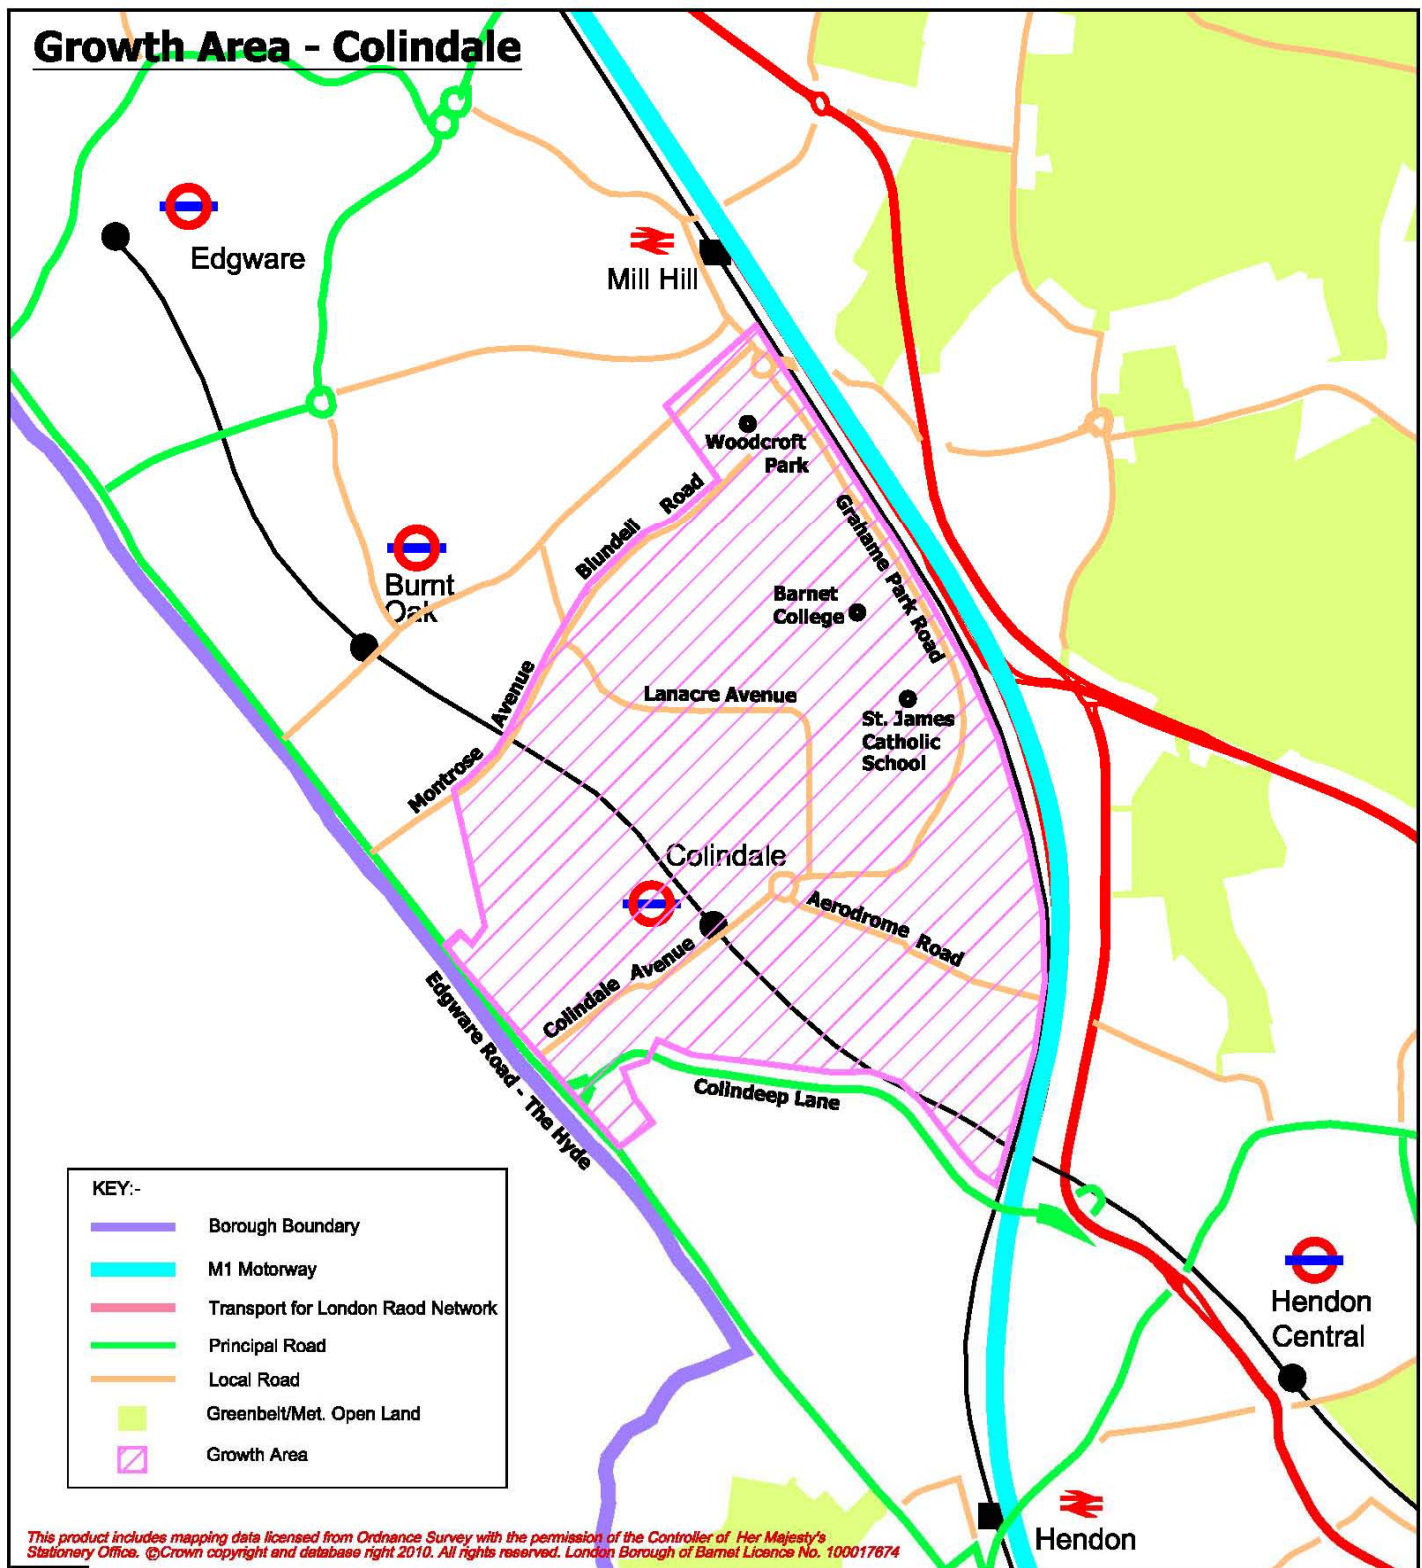 Growth Area - Colindale
Edgware
Mill Hill
Woodcroft
Park
Blundell Road
Grahame Park Road
Burnt
Oak
Barnet
College
Montrose Avenue
Lanacre Avenue
St. James
Catholic
School
Colindale
Aerodrome Road
Colindale Avenue
Edgware Road - The Hyde
Colindeep Lane
KEY:-
Borough Boundary
M1 Motorway
Transport for London Raod Network
Principal Road
Local Road
Greenbelt/Met. Open Land
Growth Area
Hendon
Central
Hendon
This product includes mapping data licensed from Ordnance Survey with the permission of the Controller of Her Majesty's
Stationery Office. ©Crown copyright and database right 2010. All rights reserved. London Borough of Barnet Licence No. 100017674